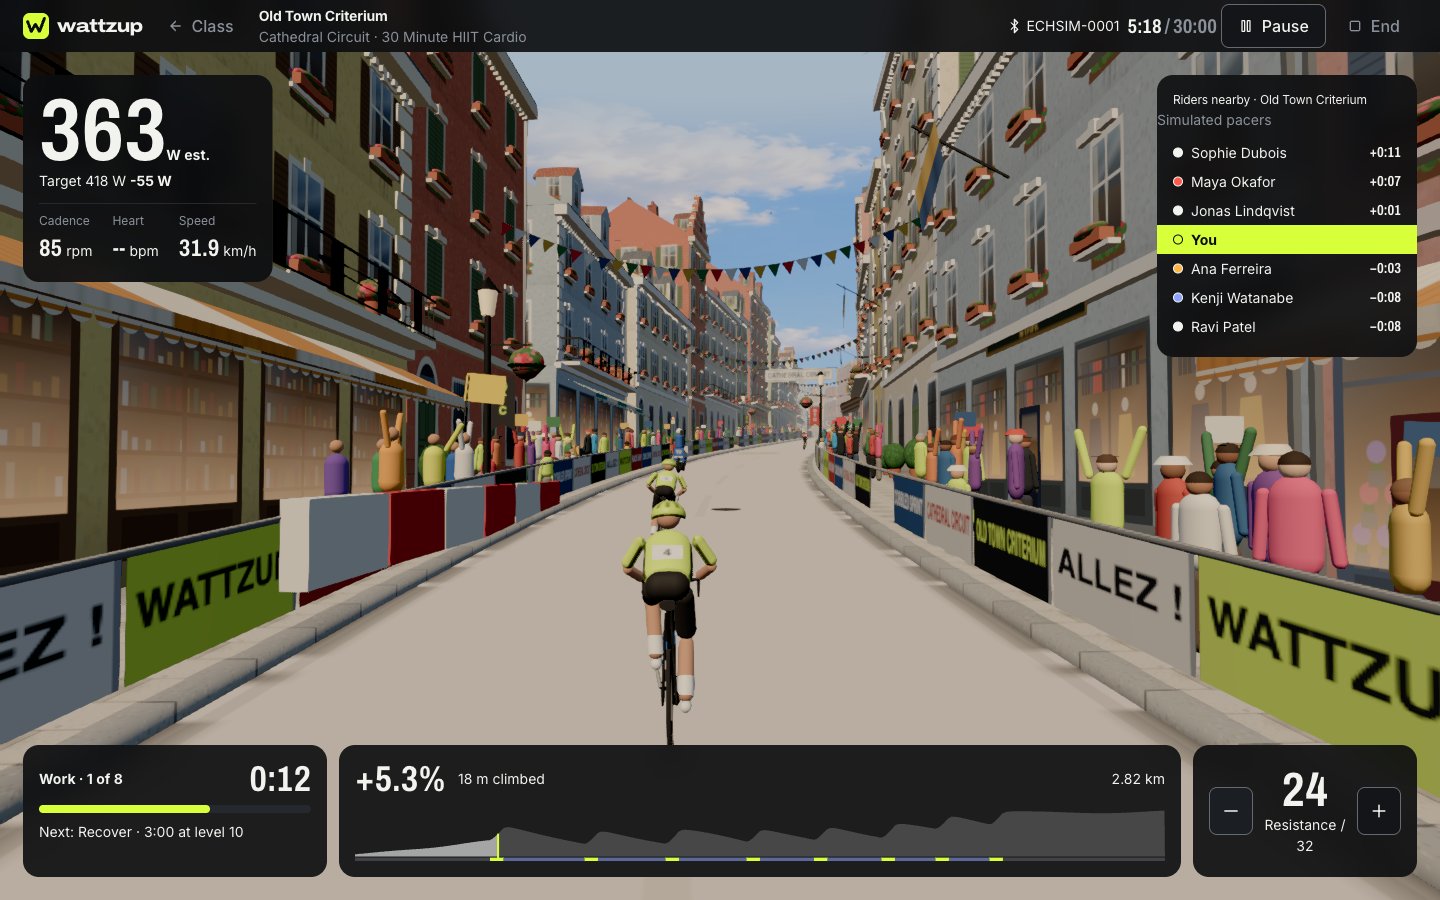 wattzup
Class
Old Town Criterium
Cathedral Circuit · 30 Minute HIIT Cardio
ECHSIM-0001
5:18 / 30:00
Pause
End
363 W est.
Target 418 W -55 W
Cadence Heart Speed
85 rpm -- bpm 31.9 km/h
Riders nearby · Old Town Criterium
Simulated pacers
Sophie Dubois +0:11
Maya Okafor +0:07
Jonas Lindqvist +0:01
You
Ana Ferreira −0:03
Kenji Watanabe −0:08
Ravi Patel −0:08
CATHEDRAL CIRCUIT
4
EZ !
WATTZU
CATHEDRAL CIRCUIT
OLD TOWN CRITERIUM
ALLEZ !
WATTZU
Work · 1 of 8 0:12
Next: Recover · 3:00 at level 10
+5.3% 18 m climbed 2.82 km
24
Resistance /
32